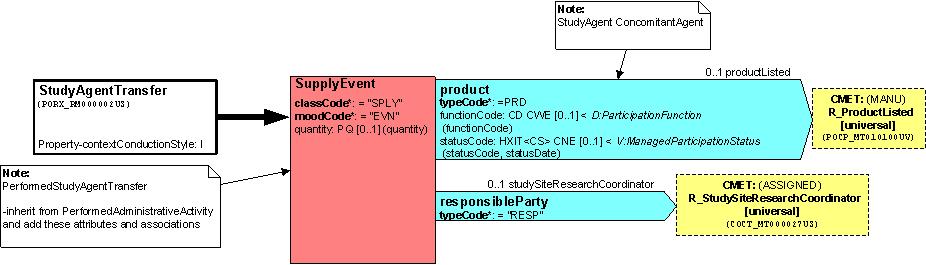 Note:
StudyAgent ConcomitantAgent
0..1 productListed
StudyAgentTransfer
(PORX_RM000002US)
Property-contextConductionStyle: I
SupplyEvent
classCode*: = "SPLY"
moodCode*: = "EVN"
quantity: PQ [0..1] (quantity)
product
typeCode*: =PRD
functionCode: CD CWE [0..1] < D:ParticipationFunction
(functionCode)
statusCode: HXIT<CS> CNE [0..1] < V:ManagedParticipationStatus
(statusCode, statusDate)
CMET: (MANU)
R_ProductListed
[universal]
(POCP_MT010100UV)
Note:
PerformedStudyAgentTransfer
-inherit from PerformedAdministrativeActivity
and add these attributes and associations
0..1 studySiteResearchCoordinator
responsibleParty
typeCode*: = "RESP"
CMET: (ASSIGNED)
R_StudySiteResearchCoordinator
[universal]
(COCT_MT000027US)